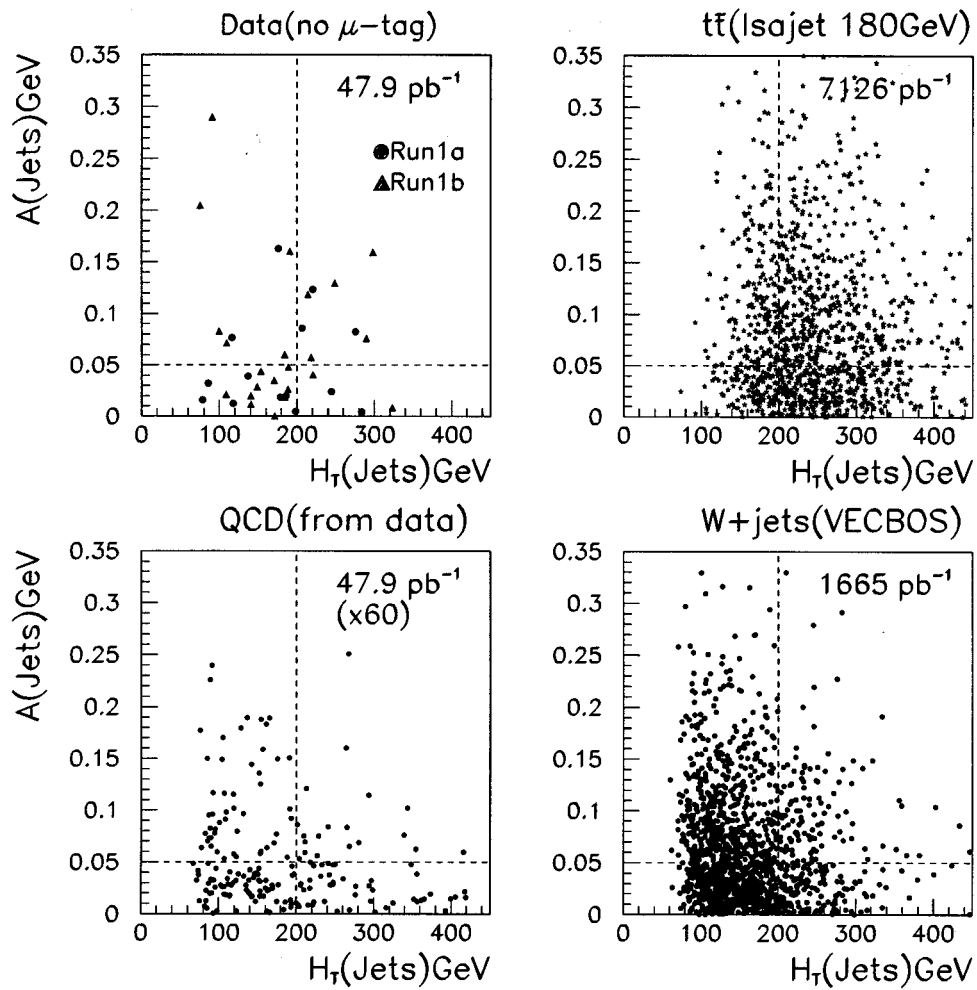 Data(no μ-tag)
47.9 pb⁻¹
Run1a
Run1b
A(Jets)GeV
0.35
0.3
0.25
0.2
0.15
0.1
0.05
0
0 100 200 300 400
H_T(Jets)GeV
tt̄(Isajet 180GeV)
7126 pb⁻¹
0.35
0.3
0.25
0.2
0.15
0.1
0.05
0
0 100 200 300 400
H_T(Jets)GeV
QCD(from data)
47.9 pb⁻¹
(x60)
A(Jets)GeV
0.35
0.3
0.25
0.2
0.15
0.1
0.05
0
0 100 200 300 400
H_T(Jets)GeV
W+jets(VECBOS)
1665 pb⁻¹
0.35
0.3
0.25
0.2
0.15
0.1
0.05
0
0 100 200 300 400
H_T(Jets)GeV